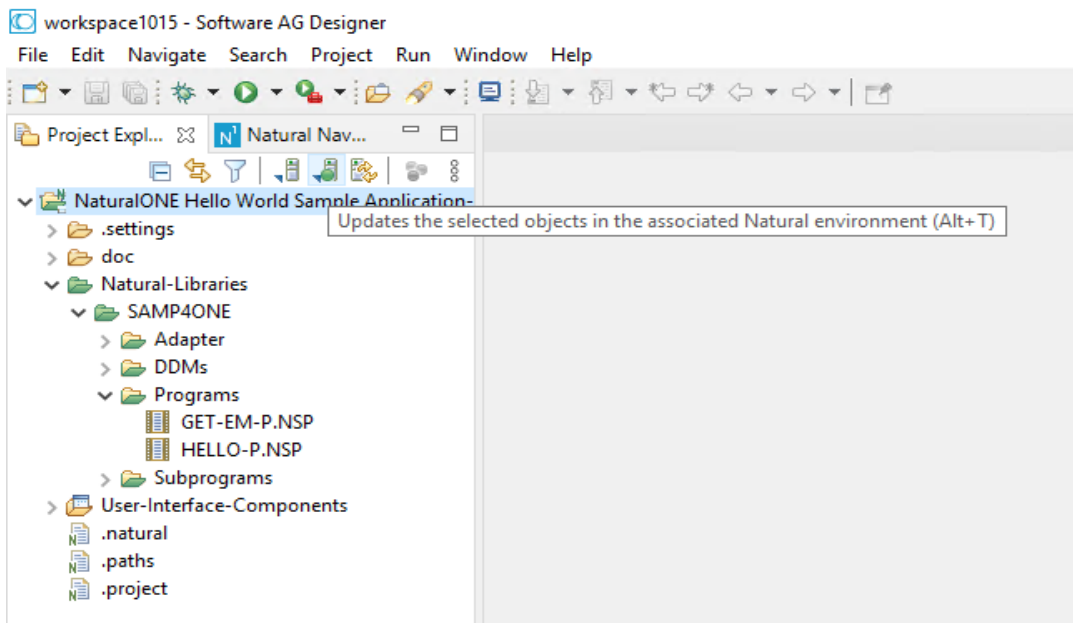 workspace1015 - Software AG Designer
File Edit Navigate Search Project Run Window Help
Project Expl... N1 Natural Nav...
NaturalONE Hello World Sample Application-
Updates the selected objects in the associated Natural environment (Alt+T)
.settings
doc
Natural-Libraries
SAMP4ONE
Adapter
DDMs
Programs
GET-EM-P.NSP
HELLO-P.NSP
Subprograms
User-Interface-Components
.natural
.paths
.project